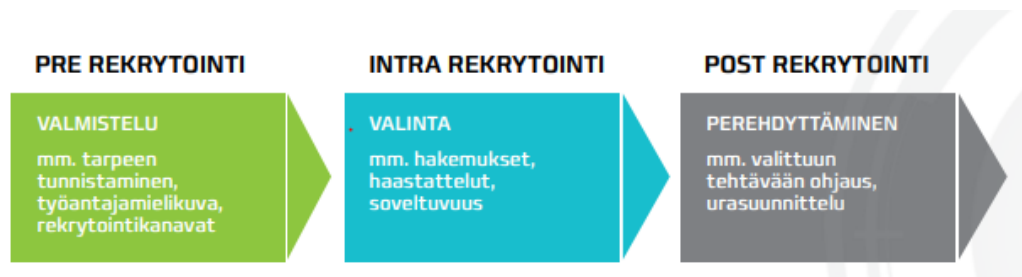 PRE REKRYTOINTI
VALMISTELU
mm. tarpeen
tunnistaminen,
työantajamielikuva,
rekrytointikanavat
INTRA REKRYTOINTI
VALINTA
mm. hakemukset,
haastattelut,
soveltuvuus
POST REKRYTOINTI
PEREHDYTTÄMINEN
mm. valittuun
tehtävään ohjaus,
urasuunnittelu